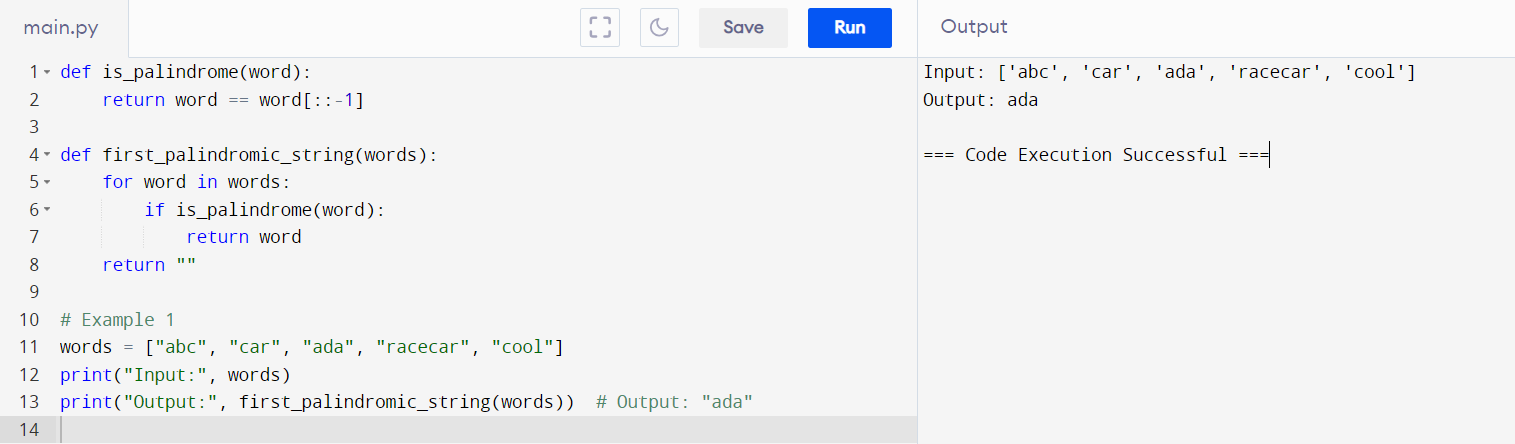 main.py
Save
Run
Output
1 def is_palindrome(word):
2     return word == word[::-1]
3
4 def first_palindromic_string(words):
5     for word in words:
6         if is_palindrome(word):
7             return word
8     return ""
9
10 # Example 1
11 words = ["abc", "car", "ada", "racecar", "cool"]
12 print("Input:", words)
13 print("Output:", first_palindromic_string(words))  # Output: "ada"
14
Input: ['abc', 'car', 'ada', 'racecar', 'cool']
Output: ada
=== Code Execution Successful ===